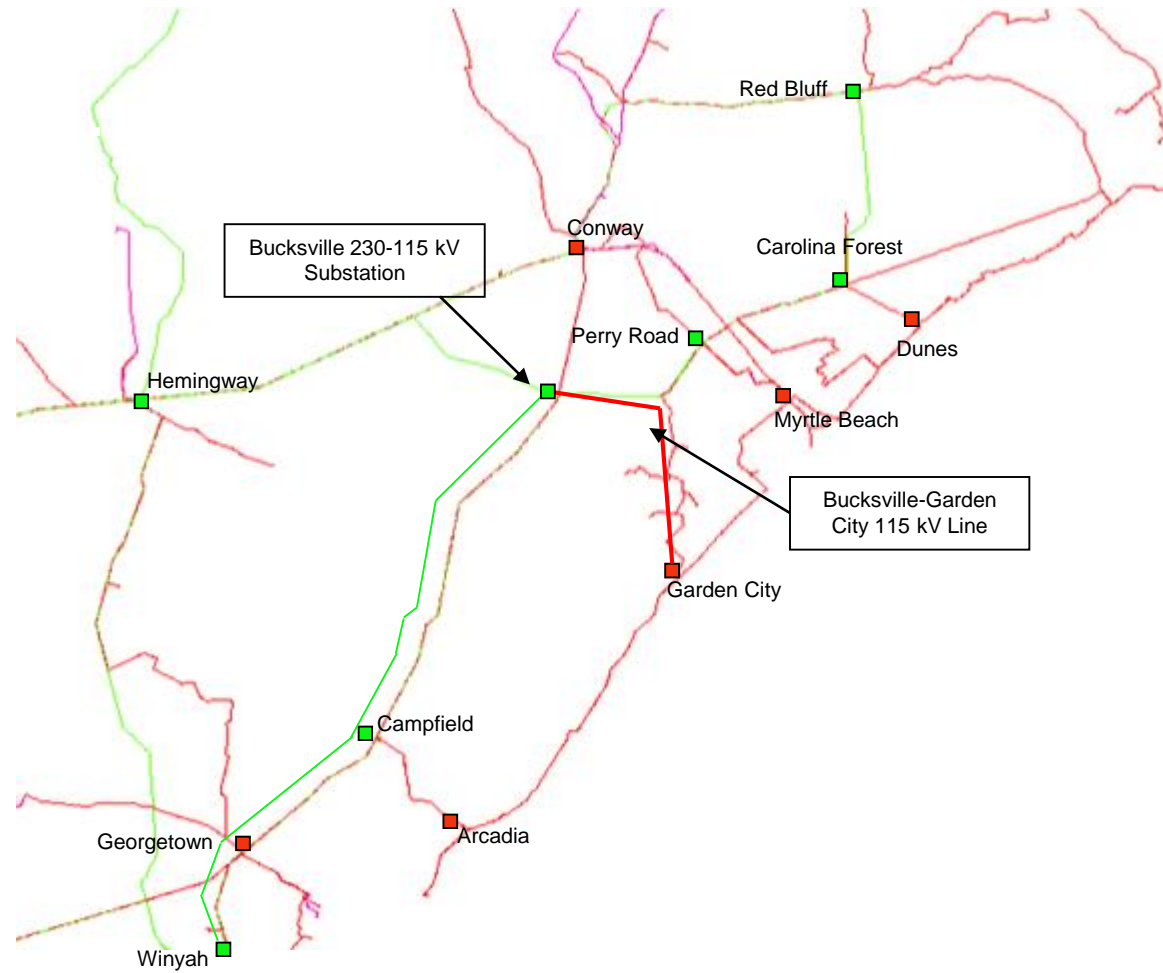 Red Bluff
Conway
Bucksville 230-115 kV
Substation
Carolina Forest
Perry Road
Dunes
Hemingway
Myrtle Beach
Bucksville-Garden
City 115 kV Line
Garden City
Campfield
Georgetown
Arcadia
Winyah